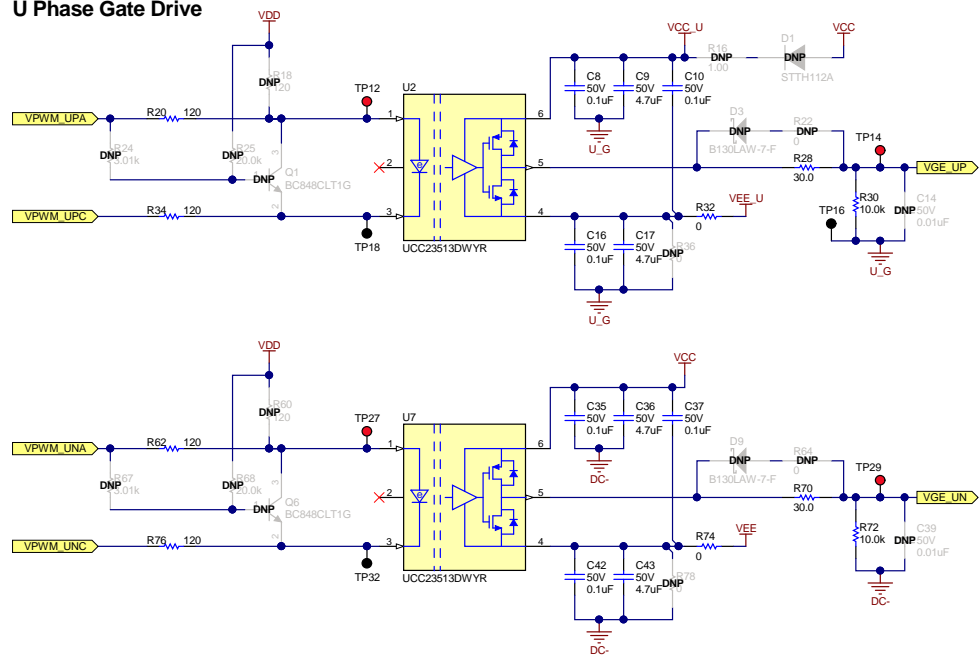 U Phase Gate Drive
VDD
VCC_U
VCC
R16
DNP
1.00
D1
DNP
STTH112A
R18
DNP
120
TP12
U2
C8
50V
0.1uF
C9
50V
4.7uF
C10
50V
0.1uF
U_G
VPWM_UPA
R20
120
1
6
D3
DNP
B130LAW-7-F
R22
DNP
0
TP14
R24
DNP
3.01k
R25
DNP
20.0k
3
1
DNP
Q1
BC848CLT1G
2
2
5
R28
30.0
VGE_UP
VPWM_UPC
R34
120
3
4
VEE_U
R32
0
R30
10.0k
TP16
C14
DNP
50V
0.01uF
TP18
UCC23513DWYR
C16
50V
0.1uF
C17
50V
4.7uF
R36
DNP
0
U_G
U_G
VDD
VCC
R60
DNP
120
TP27
U7
C35
50V
0.1uF
C36
50V
4.7uF
C37
50V
0.1uF
DC-
VPWM_UNA
R62
120
1
6
D9
DNP
B130LAW-7-F
R64
DNP
0
TP29
R67
DNP
3.01k
R68
DNP
20.0k
3
1
DNP
Q6
BC848CLT1G
2
2
5
R70
30.0
VGE_UN
VPWM_UNC
R76
120
3
4
VEE
R74
0
R72
10.0k
C39
DNP
50V
0.01uF
TP32
UCC23513DWYR
C42
50V
0.1uF
C43
50V
4.7uF
R78
DNP
0
DC-
DC-